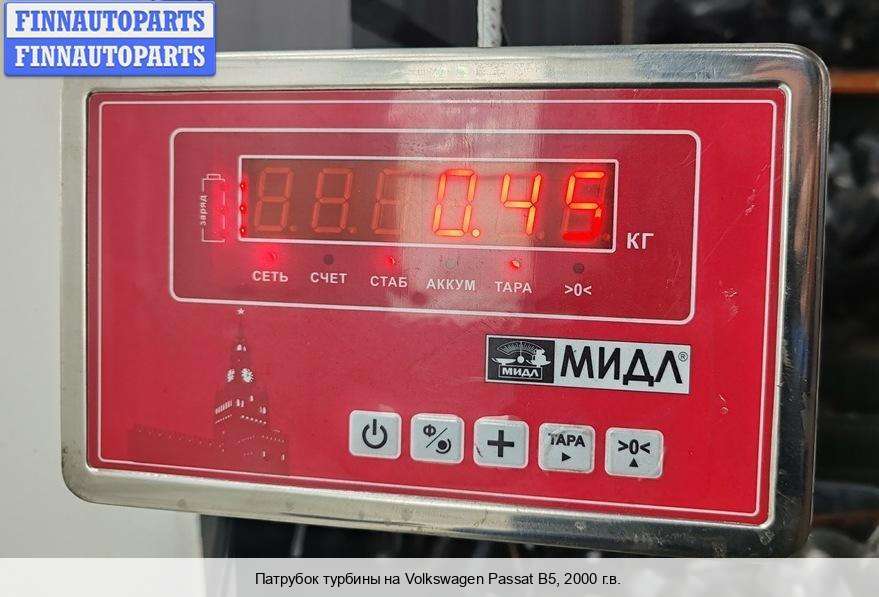 FINNAUTOPARTS
FINNAUTOPARTS
заряд
0.45
КГ
СЕТЬ СЧЕТ СТАБ АККУМ ТАРА >0<
МИДЛ МИДЛ®
Ф ТАРА >0<
Патрубок турбины на Volkswagen Passat B5, 2000 г.в.